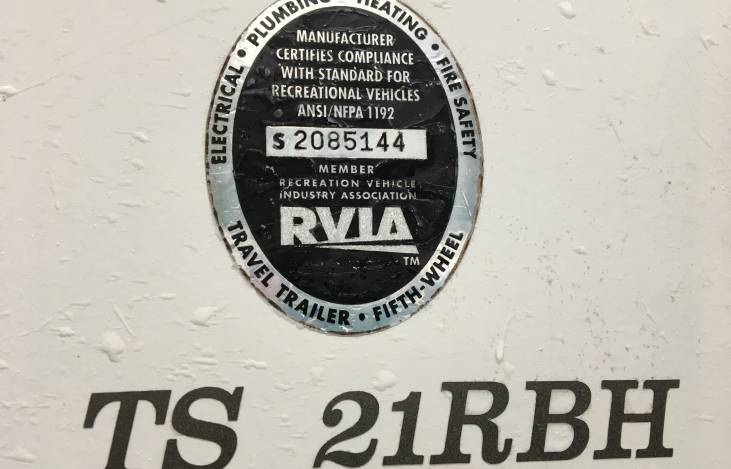 ELECTRICAL • PLUMBING • HEATING • FIRE SAFETY
MANUFACTURER
CERTIFIES COMPLIANCE
WITH STANDARD FOR
RECREATIONAL VEHICLES
ANSI/NFPA 1192
S 2085144
MEMBER
RECREATION VEHICLE
INDUSTRY ASSOCIATION
RVIA
TM
TRAVEL TRAILER • FIFTH-WHEEL
TS 21RBH